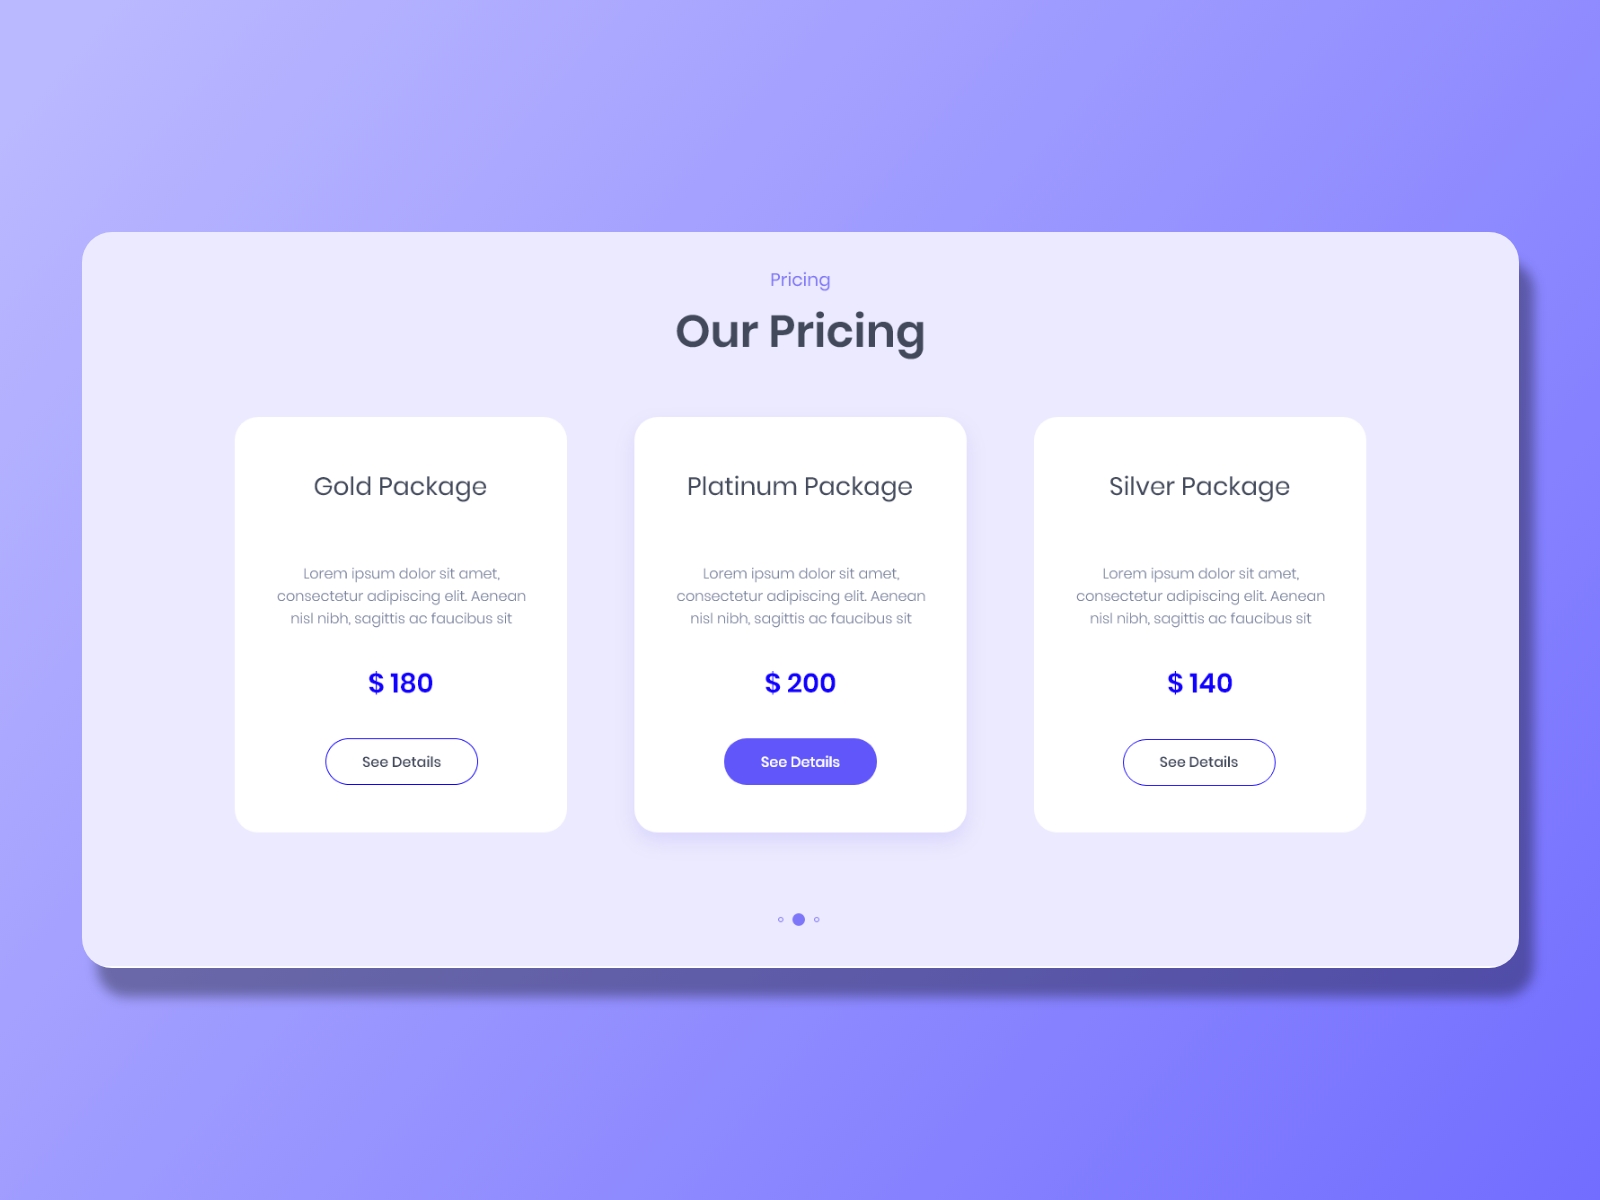 Pricing
Our Pricing
Gold Package
Lorem ipsum dolor sit amet,
consectetur adipiscing elit. Aenean
nisl nibh, sagittis ac faucibus sit
$ 180
See Details
Platinum Package
Lorem ipsum dolor sit amet,
consectetur adipiscing elit. Aenean
nisl nibh, sagittis ac faucibus sit
$ 200
See Details
Silver Package
Lorem ipsum dolor sit amet,
consectetur adipiscing elit. Aenean
nisl nibh, sagittis ac faucibus sit
$ 140
See Details